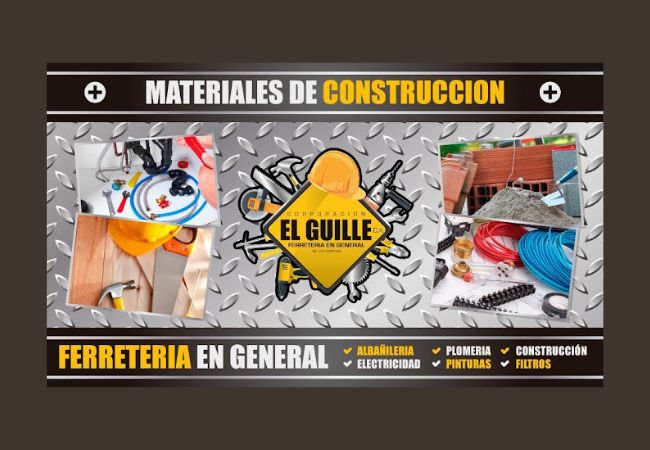 MATERIALES DE CONSTRUCCION
CORPORACION
EL GUILLE C.A
FERRETERIA EN GENERAL
FERRETERIA EN GENERAL
ALBAÑILERIA PLOMERIA CONSTRUCCIÓN
ELECTRICIDAD PINTURAS FILTROS